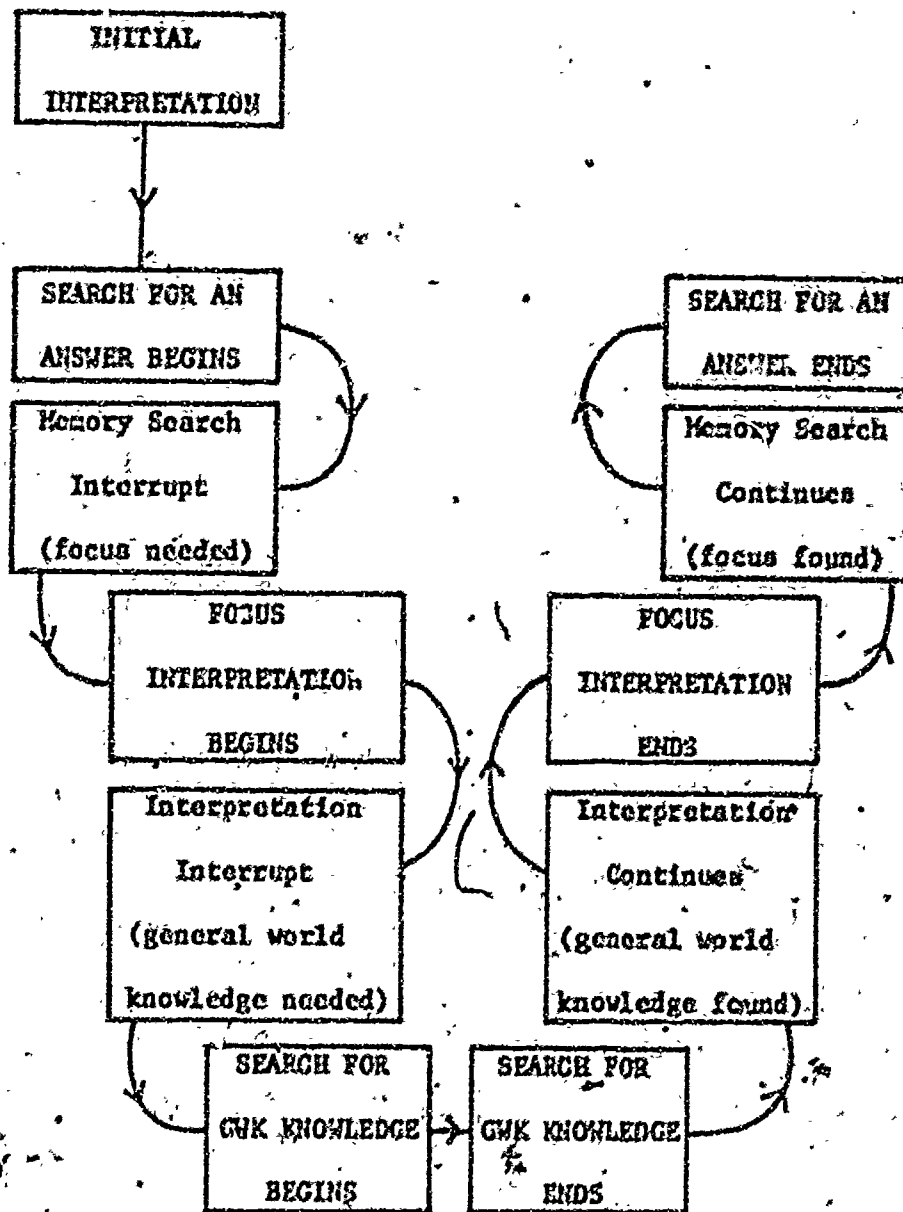 INITIAL
INTERPRETATION
SEARCH FOR AN
ANSWER BEGINS
Memory Search
Interrupt
(focus needed)
FOCUS
INTERPRETATION
BEGINS
Interpretation
Interrupt
(general world
knowledge needed)
SEARCH FOR
GWK KNOWLEDGE
BEGINS
SEARCH FOR
GWK KNOWLEDGE
ENDS
Interpretation
Continues
(general world
knowledge found)
FOCUS
INTERPRETATION
ENDS
Memory Search
Continues
(focus found)
SEARCH FOR AN
ANSWER ENDS